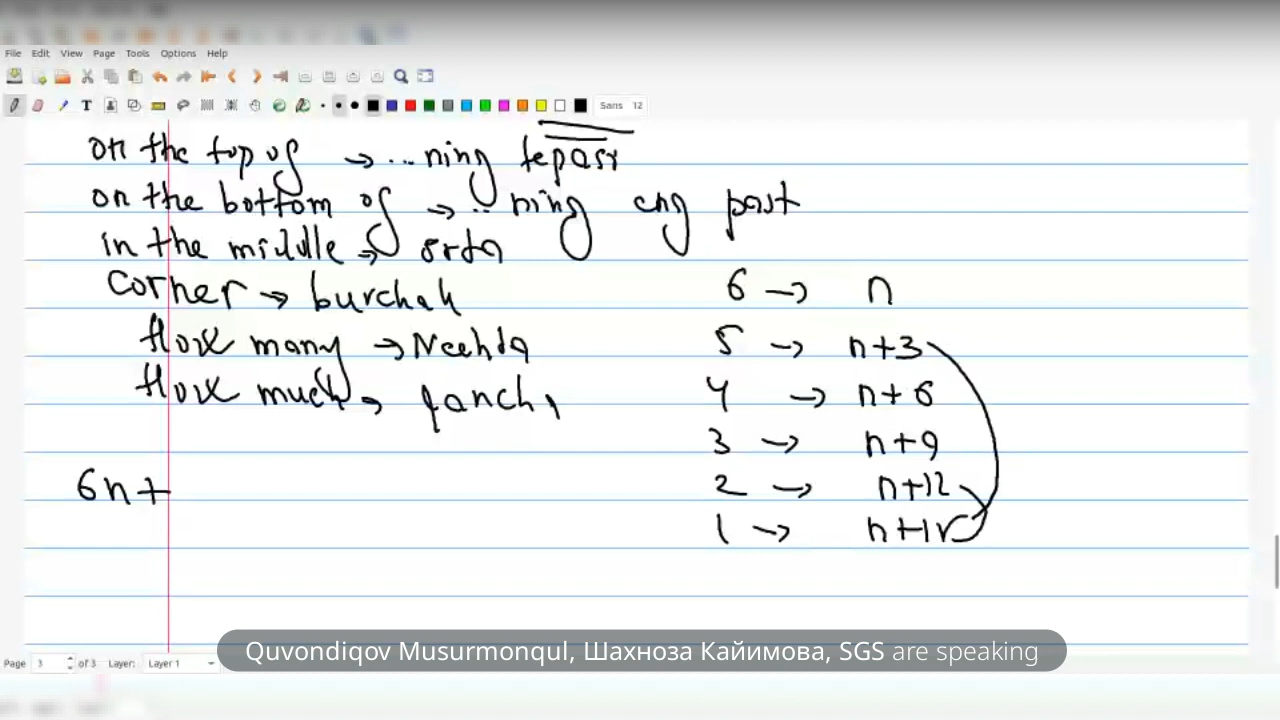 File Edit View Page Tools Options Help
T Sans 12
on the top of → ...ning tepasi
on the bottom of → ...ning eng past
in the middle → orta
corner → burchak
How many → Nechta
How much → qancha
6 → n
5 → n+3
4 → n+6
3 → n+9
2 → n+12
1 → n+15
6n+
Page 3 of 3 Layer: Layer 1
Quvondiqov Musurmonqul, Шахноза Кайимова, SGS are speaking